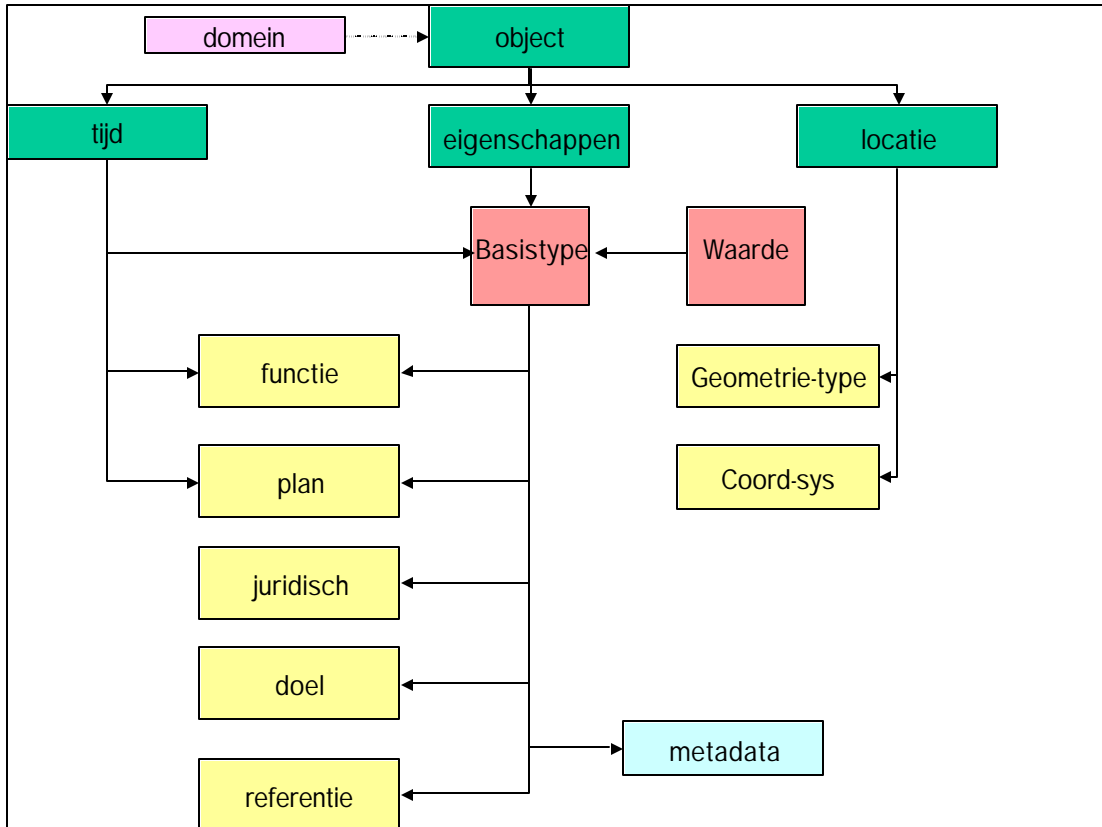 domein
object
tijd
eigenschappen
locatie
Basistype
Waarde
functie
Geometrie-type
plan
Coord-sys
juridisch
doel
metadata
referentie